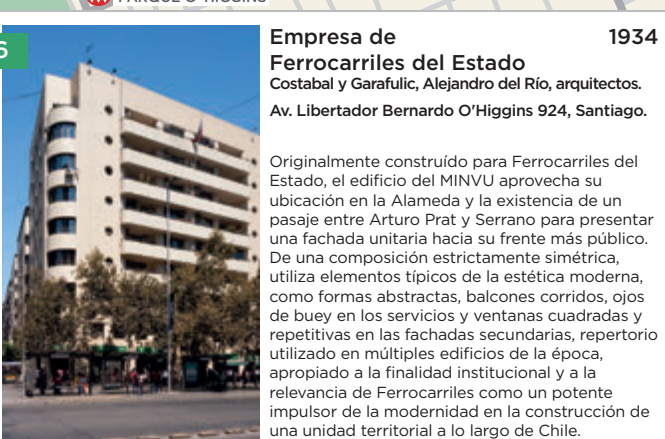 PARQUE O'HIGGINS
6
Empresa de 1934
Ferrocarriles del Estado
Costabal y Garafulic, Alejandro del Río, arquitectos.
Av. Libertador Bernardo O'Higgins 924, Santiago.
Originalmente construído para Ferrocarriles del
Estado, el edificio del MINVU aprovecha su
ubicación en la Alameda y la existencia de un
pasaje entre Arturo Prat y Serrano para presentar
una fachada unitaria hacia su frente más público.
De una composición estrictamente simétrica,
utiliza elementos típicos de la estética moderna,
como formas abstractas, balcones corridos, ojos
de buey en los servicios y ventanas cuadradas y
repetitivas en las fachadas secundarias, repertorio
utilizado en múltiples edificios de la época,
apropiado a la finalidad institucional y a la
relevancia de Ferrocarriles como un potente
impulsor de la modernidad en la construcción de
una unidad territorial a lo largo de Chile.